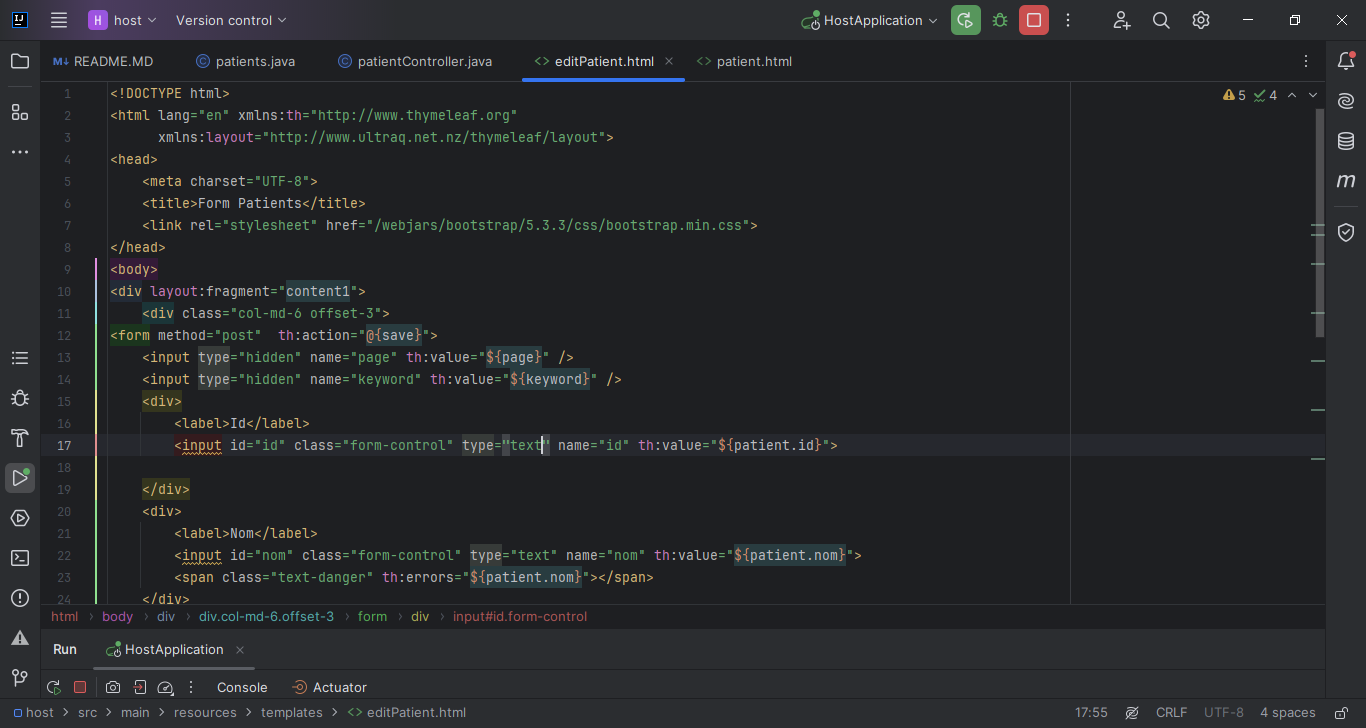 H host Version control HostApplication
README.MD patients.java patientController.java editPatient.html patient.html
5 4
1 <!DOCTYPE html>
2 <html lang="en" xmlns:th="http://www.thymeleaf.org"
3 xmlns:layout="http://www.ultraq.net.nz/thymeleaf/layout">
4 <head>
5 <meta charset="UTF-8">
6 <title>Form Patients</title>
7 <link rel="stylesheet" href="/webjars/bootstrap/5.3.3/css/bootstrap.min.css">
8 </head>
9 <body>
10 <div layout:fragment="content1">
11 <div class="col-md-6 offset-3">
12 <form method="post"  th:action="@{save}">
13 <input type="hidden" name="page" th:value="${page}" />
14 <input type="hidden" name="keyword" th:value="${keyword}" />
15 <div>
16 <label>Id</label>
17 <input id="id" class="form-control" type="text" name="id" th:value="${patient.id}">
18
19 </div>
20 <div>
21 <label>Nom</label>
22 <input id="nom" class="form-control" type="text" name="nom" th:value="${patient.nom}">
23 <span class="text-danger" th:errors="${patient.nom}"></span>
24 </div>
html › body › div › div.col-md-6.offset-3 › form › div › input#id.form-control
Run HostApplication
Console Actuator
host > src > main > resources > templates > editPatient.html 17:55 CRLF UTF-8 4 spaces